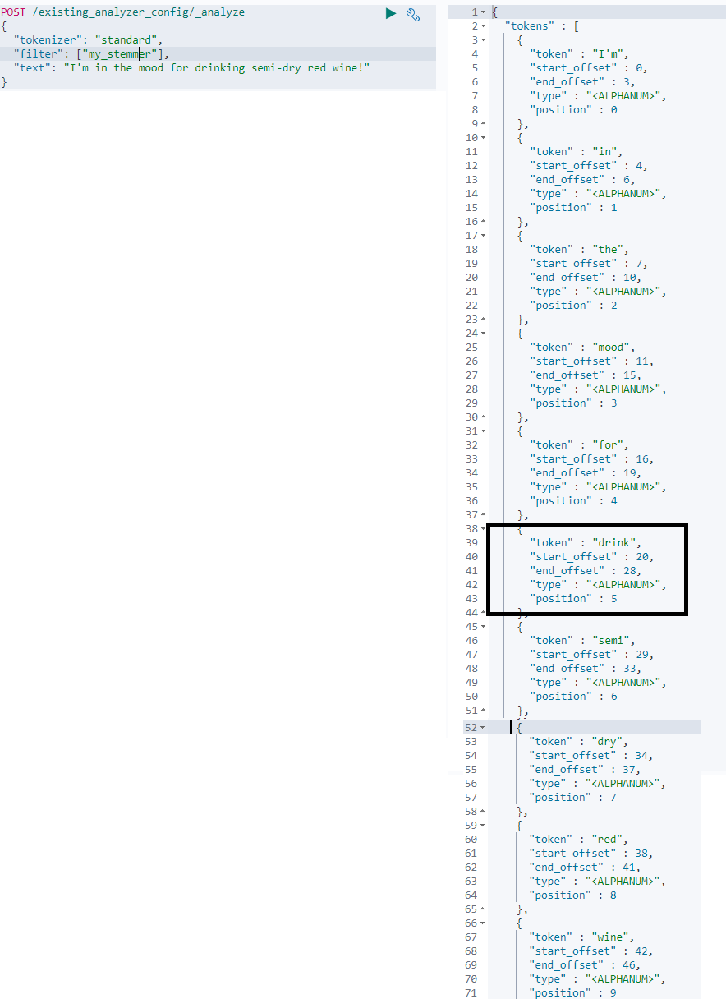 POST /existing_analyzer_config/_analyze
{
  "tokenizer": "standard",
  "filter": ["my_stemmer"],
  "text": "I'm in the mood for drinking semi-dry red wine!"
}
1 {
2   "tokens" : [
3     {
4       "token" : "I'm",
5       "start_offset" : 0,
6       "end_offset" : 3,
7       "type" : "<ALPHANUM>",
8       "position" : 0
9     },
10     {
11       "token" : "in",
12       "start_offset" : 4,
13       "end_offset" : 6,
14       "type" : "<ALPHANUM>",
15       "position" : 1
16     },
17     {
18       "token" : "the",
19       "start_offset" : 7,
20       "end_offset" : 10,
21       "type" : "<ALPHANUM>",
22       "position" : 2
23     },
24     {
25       "token" : "mood",
26       "start_offset" : 11,
27       "end_offset" : 15,
28       "type" : "<ALPHANUM>",
29       "position" : 3
30     },
31     {
32       "token" : "for",
33       "start_offset" : 16,
34       "end_offset" : 19,
35       "type" : "<ALPHANUM>",
36       "position" : 4
37     },
38     {
39       "token" : "drink",
40       "start_offset" : 20,
41       "end_offset" : 28,
42       "type" : "<ALPHANUM>",
43       "position" : 5
44     },
45     {
46       "token" : "semi",
47       "start_offset" : 29,
48       "end_offset" : 33,
49       "type" : "<ALPHANUM>",
50       "position" : 6
51     },
52     {
53       "token" : "dry",
54       "start_offset" : 34,
55       "end_offset" : 37,
56       "type" : "<ALPHANUM>",
57       "position" : 7
58     },
59     {
60       "token" : "red",
61       "start_offset" : 38,
62       "end_offset" : 41,
63       "type" : "<ALPHANUM>",
64       "position" : 8
65     },
66     {
67       "token" : "wine",
68       "start_offset" : 42,
69       "end_offset" : 46,
70       "type" : "<ALPHANUM>",
71       "position" : 9